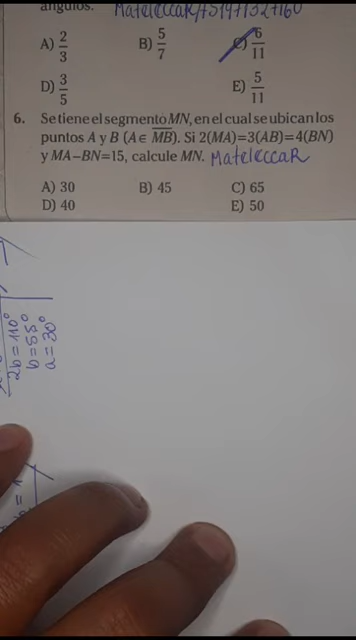 ángulos. Mateleccar/
A) 2/3 B) 5/7 C) 6/11
D) 3/5 E) 5/11
6. Se tiene el segmento MN, en el cual se ubican los
puntos A y B (A ∈ MB). Si 2(MA)=3(AB)=4(BN)
y MA–BN=15, calcule MN. MateleccaR
A) 30 B) 45 C) 65
D) 40 E) 50
2b = 110°
b = 55°
a = 30°